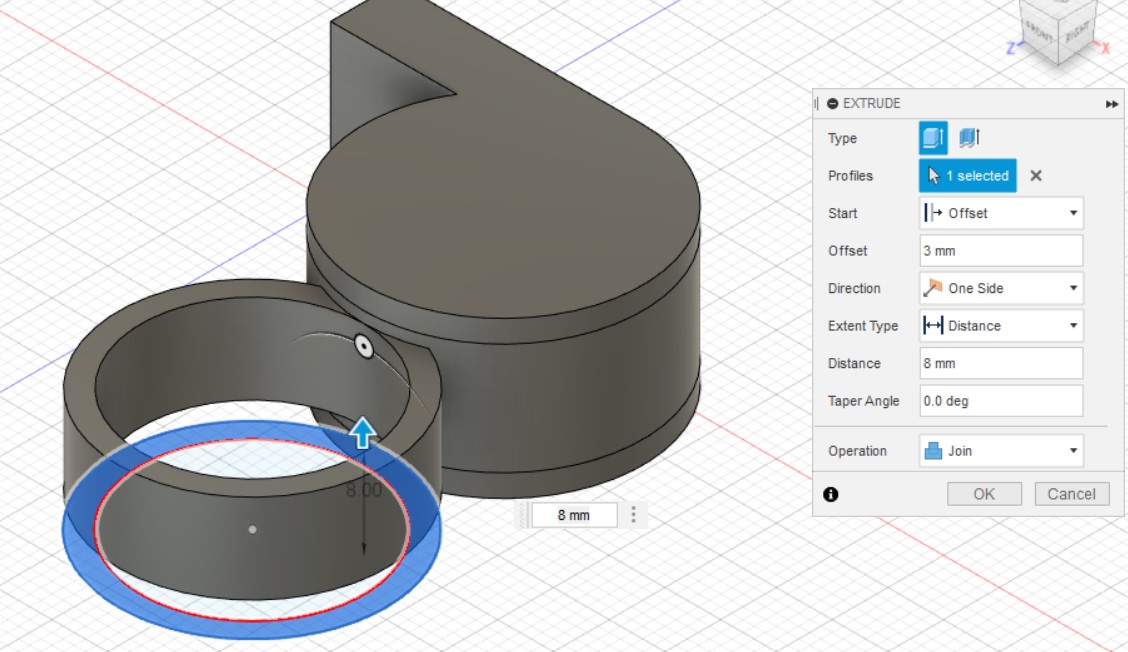 FRONT
RIGHT
Z
X
EXTRUDE
Type
Profiles
1 selected
Start
Offset
Offset
3 mm
Direction
One Side
Extent Type
Distance
Distance
8 mm
Taper Angle
0.0 deg
Operation
Join
OK
Cancel
8.00
8 mm